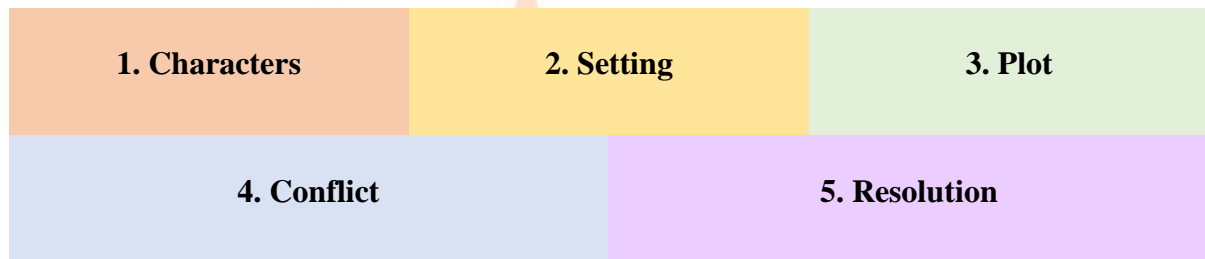 1. Characters
2. Setting
3. Plot
4. Conflict
5. Resolution